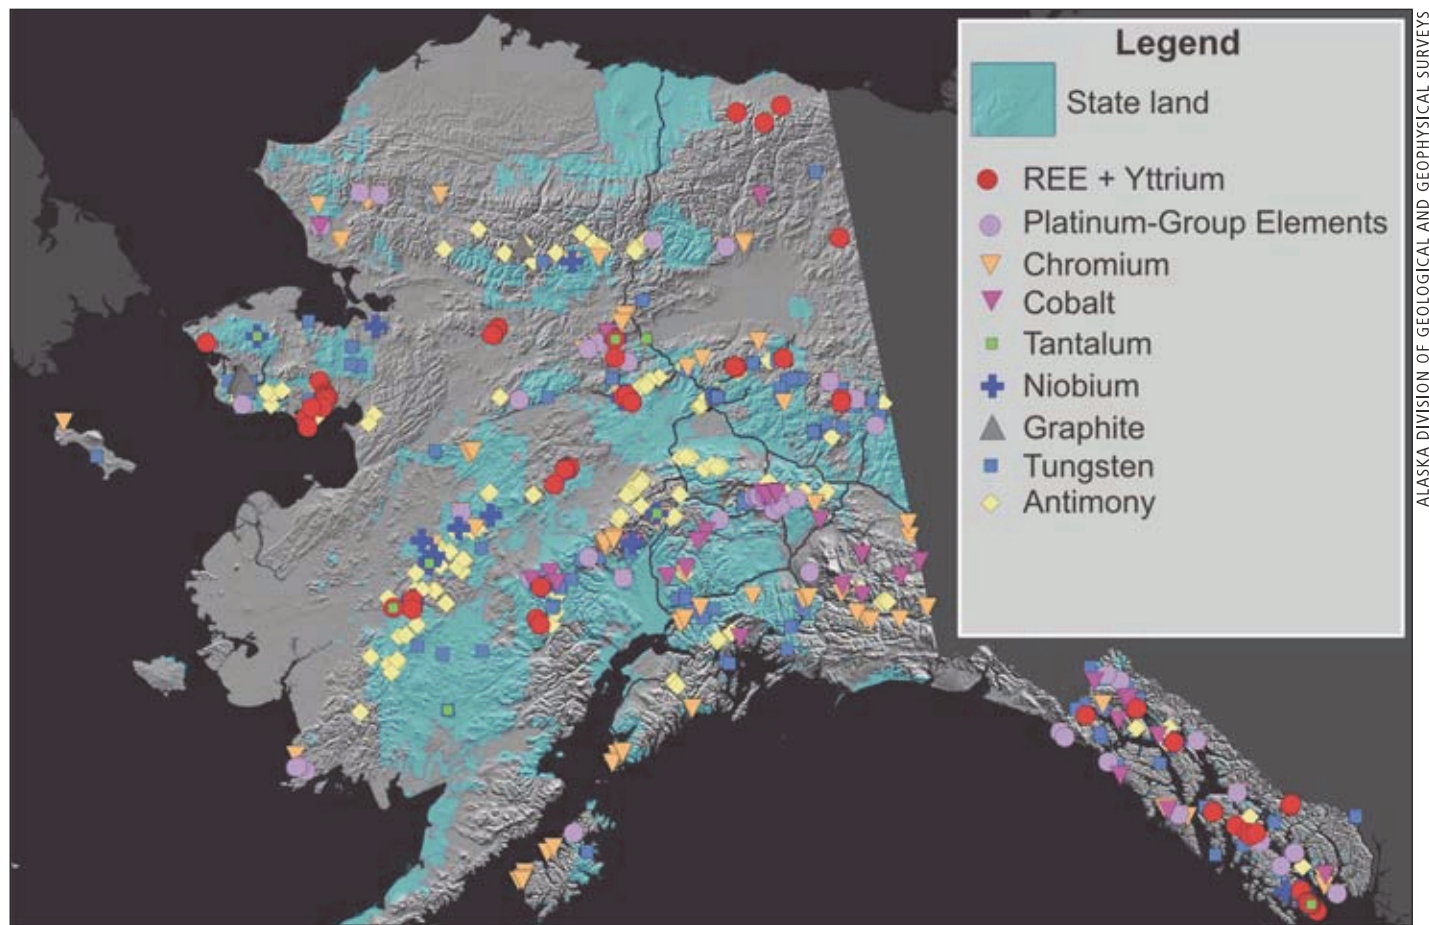 Legend
State land
REE + Yttrium
Platinum-Group Elements
Chromium
Cobalt
Tantalum
Niobium
Graphite
Tungsten
Antimony
ALASKA DIVISION OF GEOLOGICAL AND GEOPHYSICAL SURVEYS